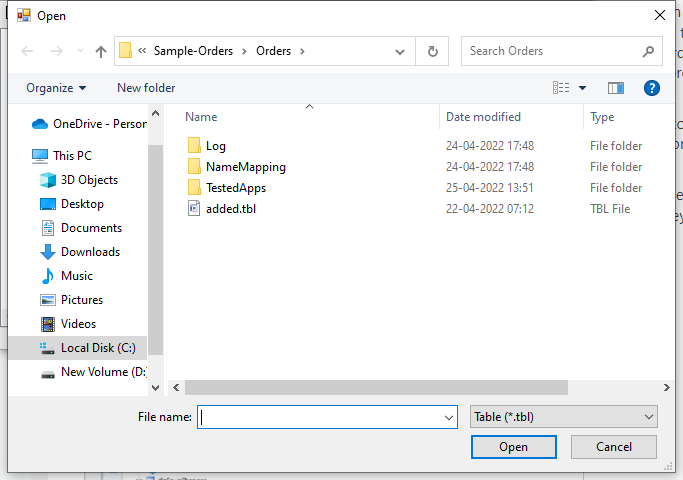 Open
« Sample-Orders > Orders >
Search Orders
Organize
New folder
?
Name
Date modified
Type
OneDrive - Person
This PC
3D Objects
Desktop
Documents
Downloads
Music
Pictures
Videos
Local Disk (C:)
New Volume (D:
Log 24-04-2022 17:48 File folder
NameMapping 24-04-2022 17:48 File folder
TestedApps 25-04-2022 13:51 File folder
added.tbl 22-04-2022 07:12 TBL File
File name:
Table (*.tbl)
Open
Cancel